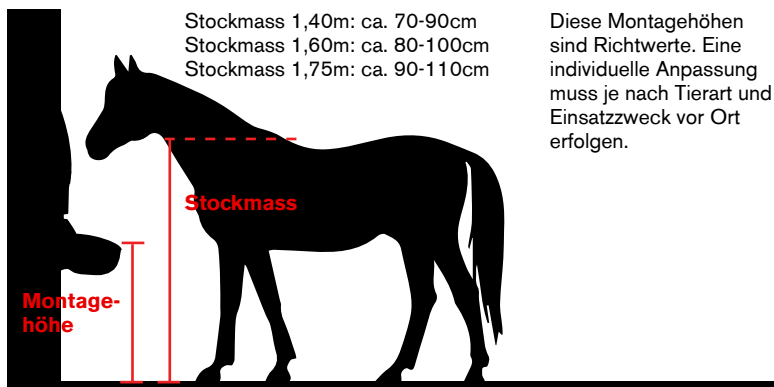 Stockmass 1,40m: ca. 70-90cm
Stockmass 1,60m: ca. 80-100cm
Stockmass 1,75m: ca. 90-110cm
Diese Montagehöhen
sind Richtwerte. Eine
individuelle Anpassung
muss je nach Tierart und
Einsatzzweck vor Ort
erfolgen.
Stockmass
Montage-
höhe